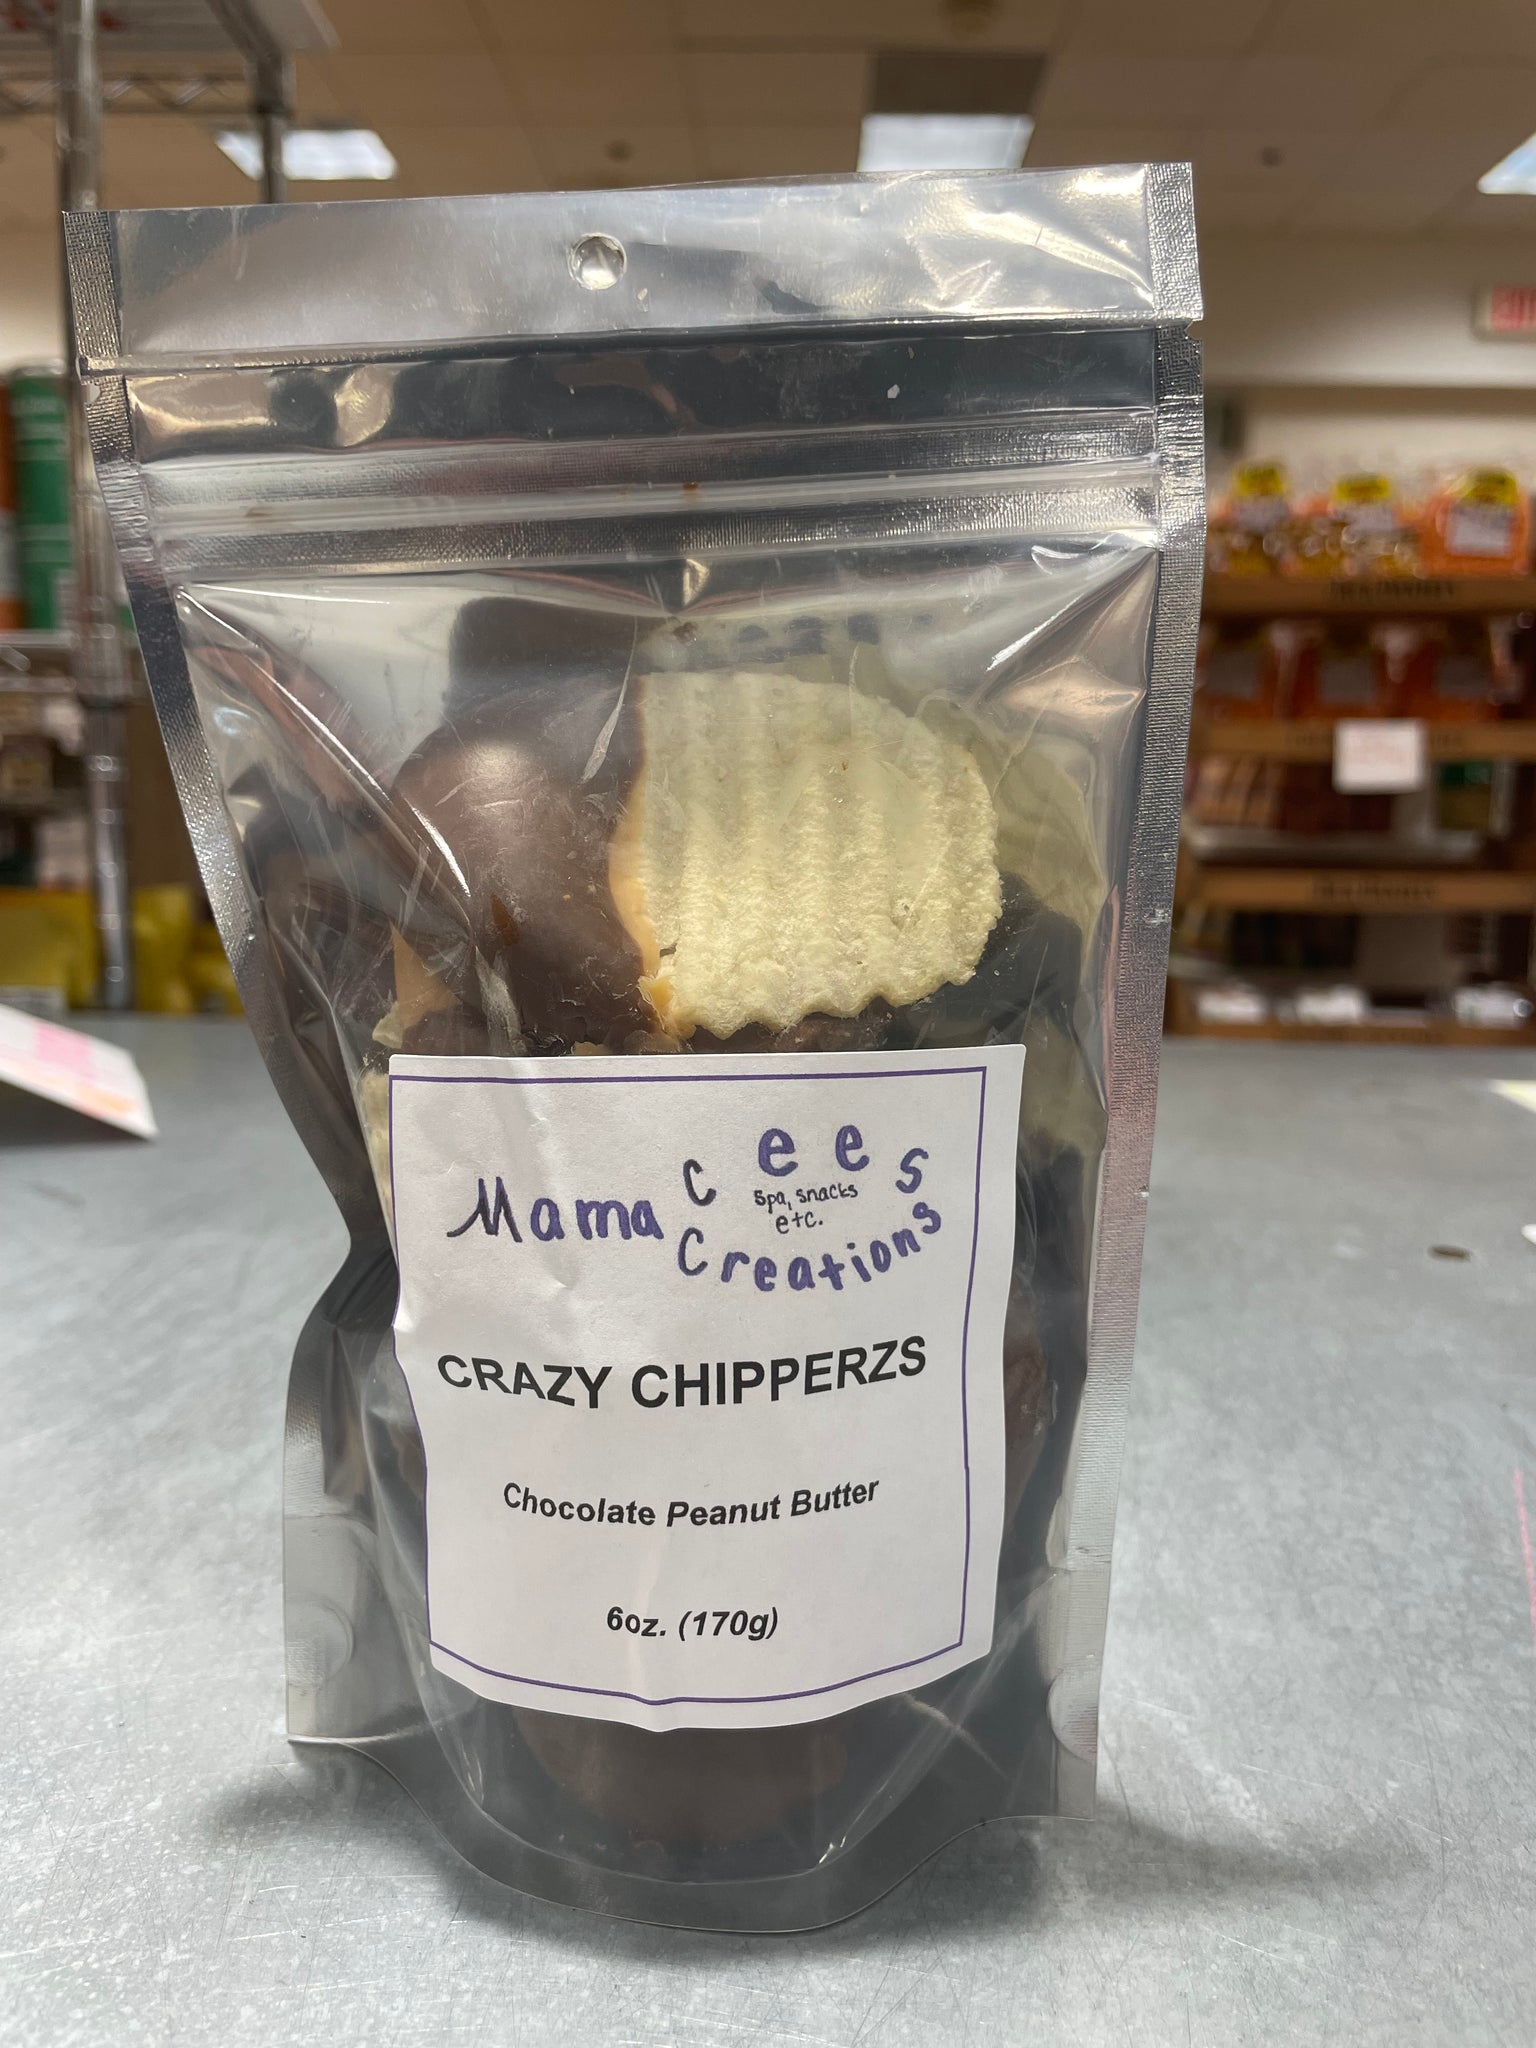 Mama Cees
spa, snacks
etc.
Creations
CRAZY CHIPPERZS
Chocolate Peanut Butter
6oz. (170g)